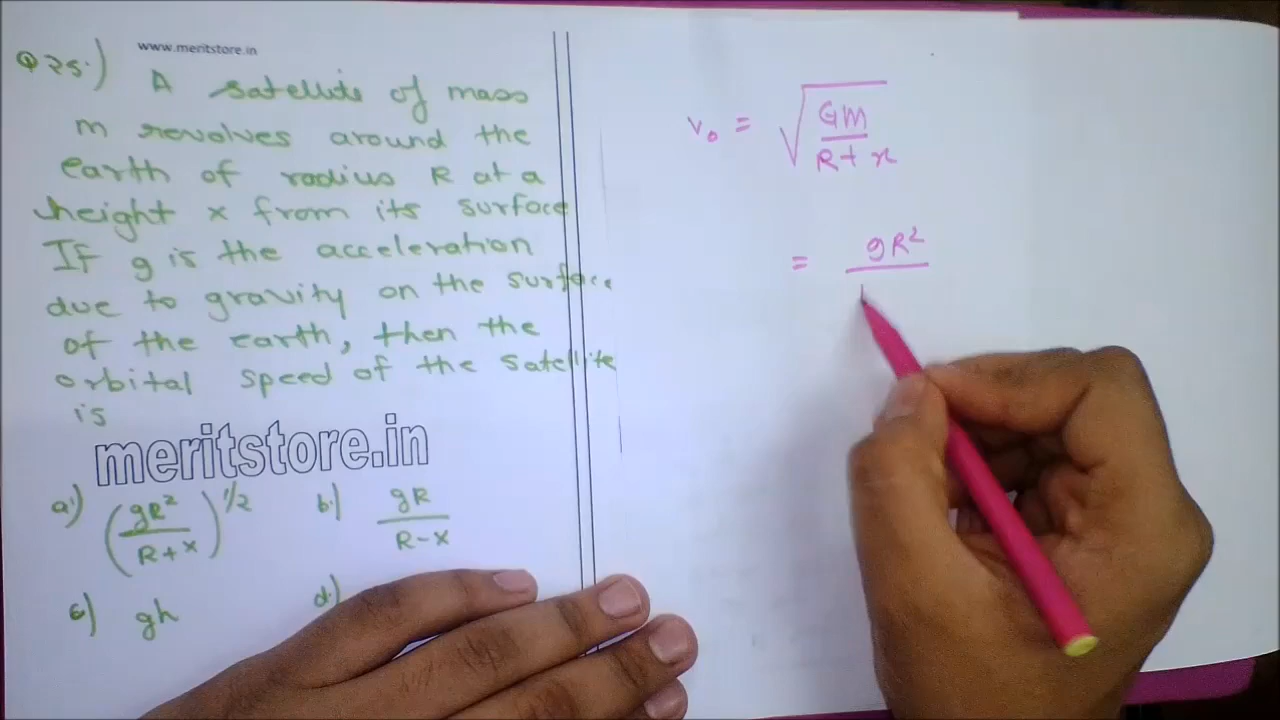 www.meritstore.in
Q 25.) A satellite of mass
m revolves around the
earth of radius R at a
height x from its surface
If g is the acceleration
due to gravity on the surface
of the earth, then the
orbital speed of the satellite
is
meritstore.in
a) (gR²/R+x)^1/2 b) gR/R-x
c) gh d)
v₀ = √GM/R+x
= gR²